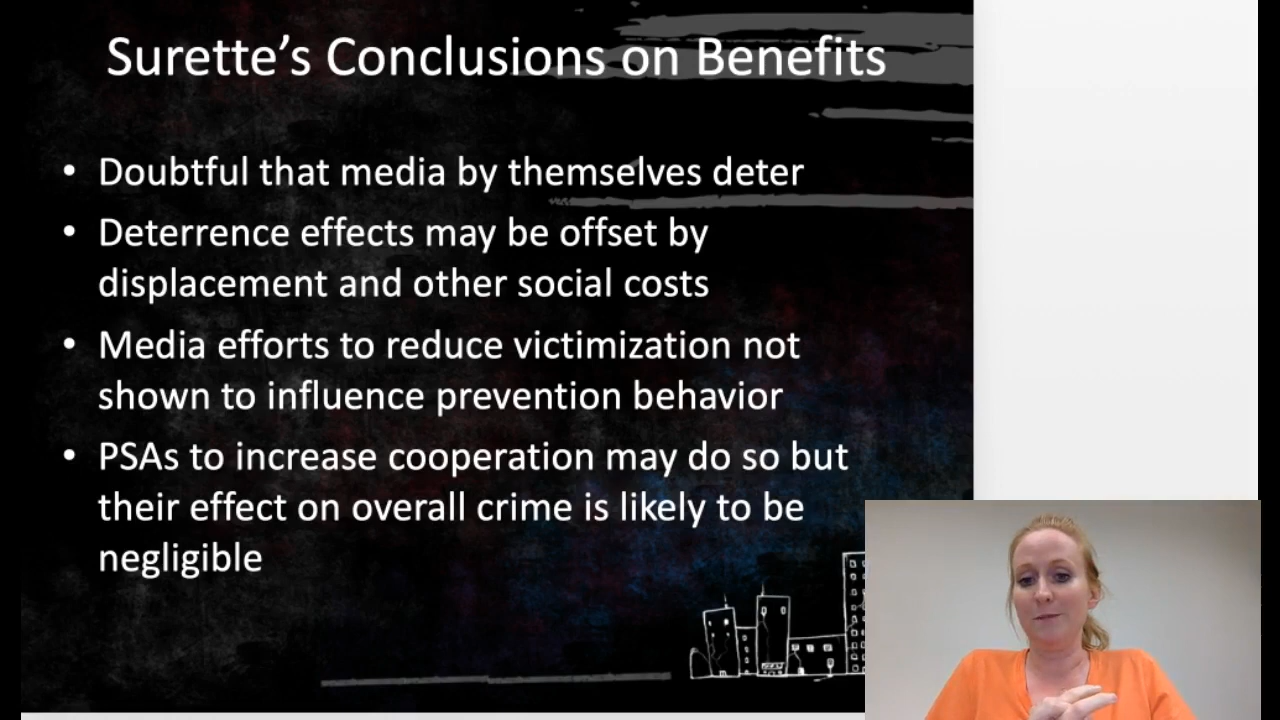 Surette’s Conclusions on Benefits
• Doubtful that media by themselves deter
• Deterrence effects may be offset by
displacement and other social costs
• Media efforts to reduce victimization not
shown to influence prevention behavior
• PSAs to increase cooperation may do so but
their effect on overall crime is likely to be
negligible